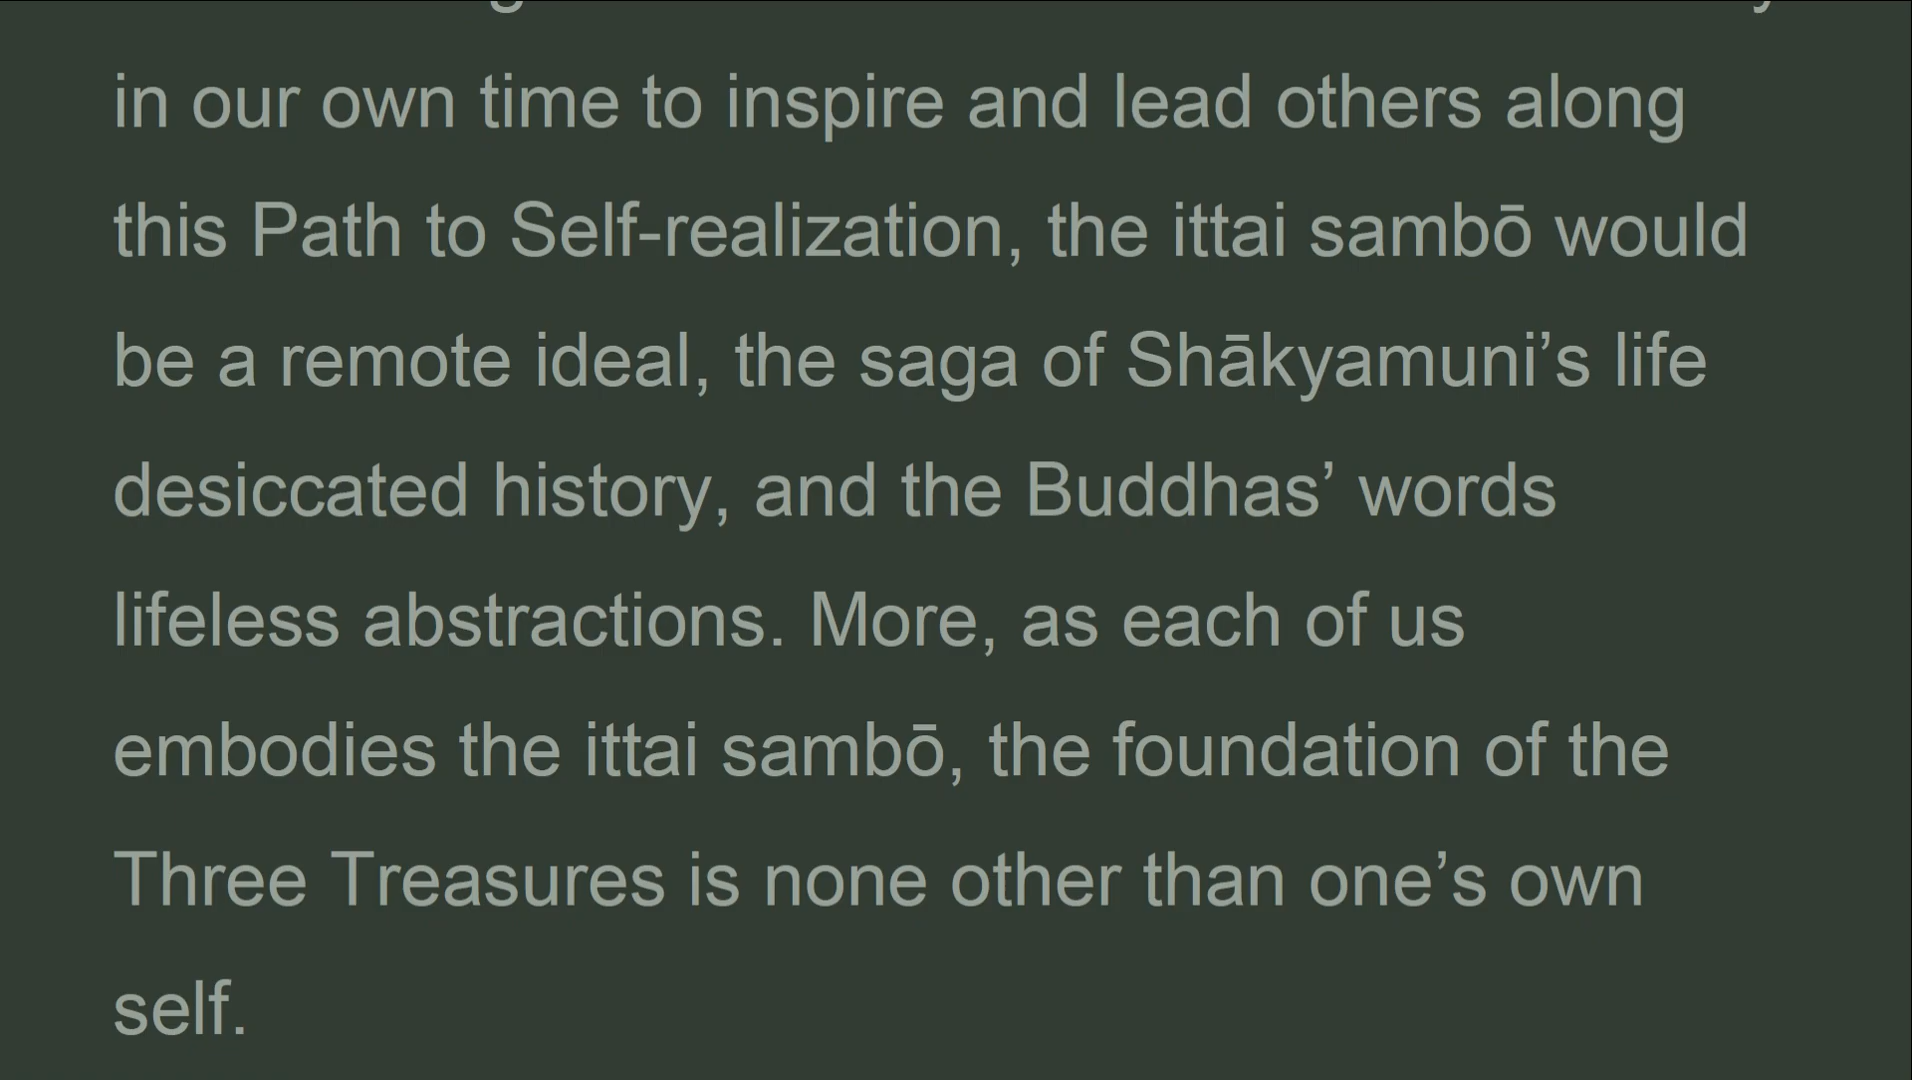 in our own time to inspire and lead others along
this Path to Self-realization, the ittai sambō would
be a remote ideal, the saga of Shākyamuni’s life
desiccated history, and the Buddhas’ words
lifeless abstractions. More, as each of us
embodies the ittai sambō, the foundation of the
Three Treasures is none other than one’s own
self.